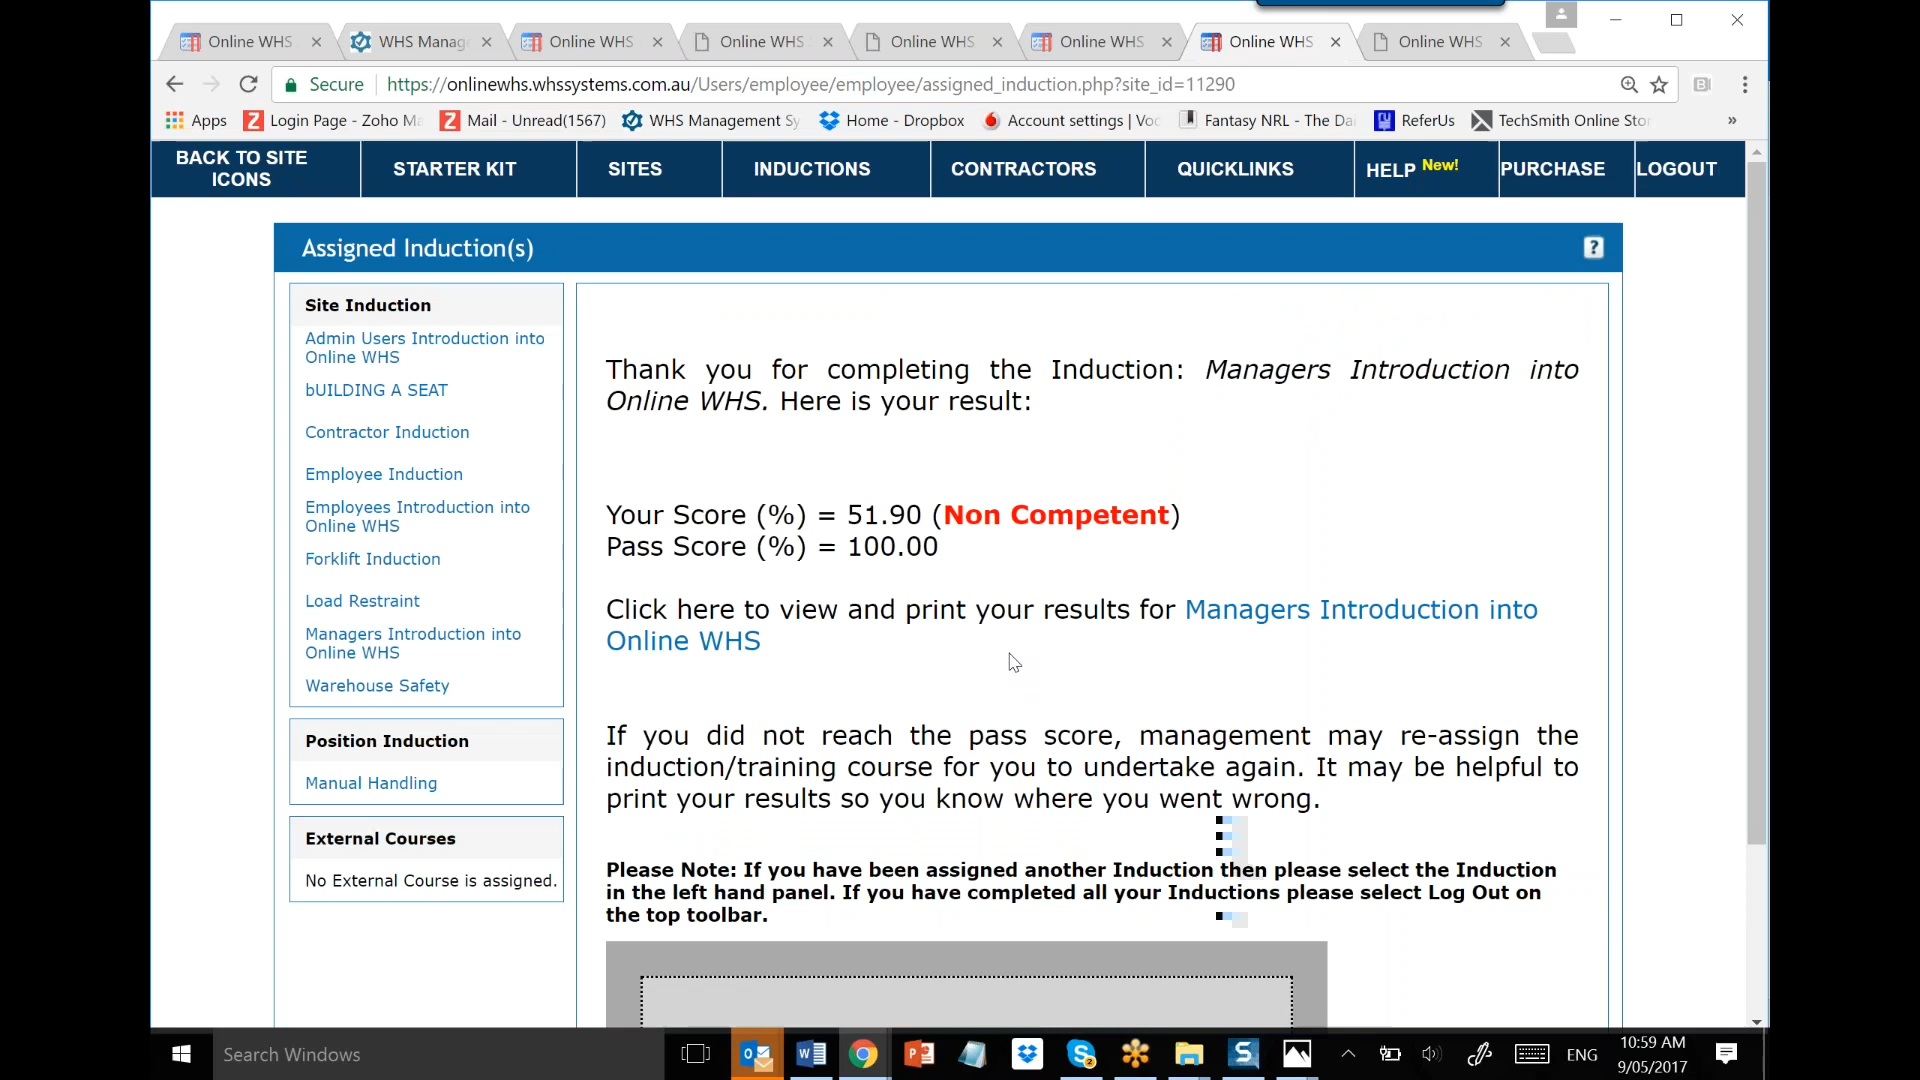 Online WHS
WHS Manag
Online WHS
Online WHS
Online WHS
Online WHS
Online WHS
Online WHS
Secure
https://onlinewhs.whssystems.com.au/Users/employee/employee/assigned_induction.php?site_id=11290
Apps
Login Page - Zoho Ma
Mail - Unread(1567)
WHS Management Sy
Home - Dropbox
Account settings | Vo
Fantasy NRL - The Da
ReferUs
TechSmith Online Sto
»
BACK TO SITE
ICONS
STARTER KIT
SITES
INDUCTIONS
CONTRACTORS
QUICKLINKS
HELP New!
PURCHASE
LOGOUT
Assigned Induction(s)
?
Site Induction
Admin Users Introduction into
Online WHS
bUILDING A SEAT
Contractor Induction
Employee Induction
Employees Introduction into
Online WHS
Forklift Induction
Load Restraint
Managers Introduction into
Online WHS
Warehouse Safety
Position Induction
Manual Handling
External Courses
No External Course is assigned.
Thank you for completing the Induction: Managers Introduction into
Online WHS. Here is your result:
Your Score (%) = 51.90 (Non Competent)
Pass Score (%) = 100.00
Click here to view and print your results for Managers Introduction into
Online WHS
If you did not reach the pass score, management may re-assign the
induction/training course for you to undertake again. It may be helpful to
print your results so you know where you went wrong.
Please Note: If you have been assigned another Induction then please select the Induction
in the left hand panel. If you have completed all your Inductions please select Log Out on
the top toolbar.
Search Windows
ENG
10:59 AM
9/05/2017